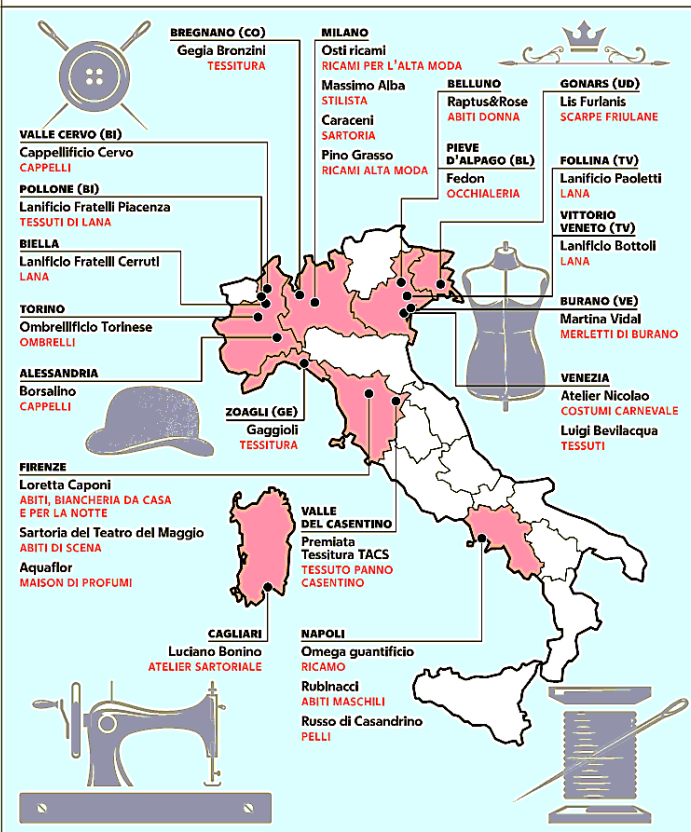 BREGNANO (CO)
Gegia Bronzini
TESSITURA
MILANO
Osti ricami
RICAMI PER L'ALTA MODA
Massimo Alba
STILISTA
Caraceni
SARTORIA
Pino Grasso
RICAMI ALTA MODA
BELLUNO
Raptus&Rose
ABITI DONNA
PIEVE
D'ALPAGO (BL)
Fedon
OCCHIALERIA
GONARS (UD)
Lis Furlanis
SCARPE FRIULANE
FOLLINA (TV)
Lanificio Paoletti
LANA
VITTORIO
VENETO (TV)
Lanificio Bottoli
LANA
BURANO (VE)
Martina Vidal
MERLETTI DI BURANO
VENEZIA
Atelier Nicolao
COSTUMI CARNEVALE
Luigi Bevilacqua
TESSUTI
VALLE CERVO (BI)
Cappellificio Cervo
CAPPELLI
POLLONE (BI)
Lanificio Fratelli Piacenza
TESSUTI DI LANA
BIELLA
Lanificio Fratelli Cerruti
LANA
TORINO
Ombrellificio Torinese
OMBRELLI
ALESSANDRIA
Borsalino
CAPPELLI
ZOAGLI (GE)
Gaggioli
TESSITURA
FIRENZE
Loretta Caponi
ABITI, BIANCHERIA DA CASA
E PER LA NOTTE
Sartoria del Teatro del Maggio
ABITI DI SCENA
Aquaflor
MAISON DI PROFUMI
VALLE
DEL CASENTINO
Premiata
Tessitura TACS
TESSUTO PANNO
CASENTINO
CAGLIARI
Luciano Bonino
ATELIER SARTORIALE
NAPOLI
Omega guantificio
RICAMO
Rubinacci
ABITI MASCHILI
Russo di Casandrino
PELLI